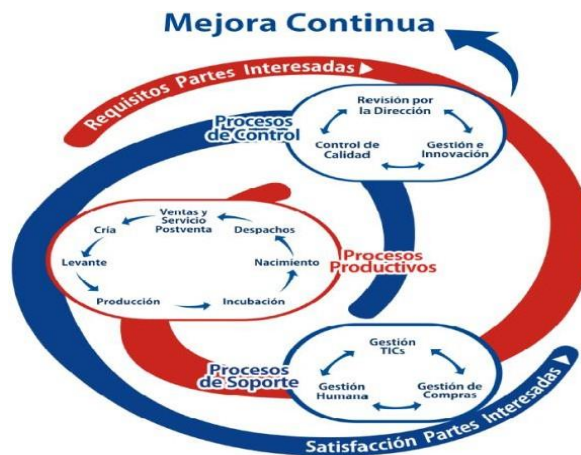 Mejora Continua
Requisitos Partes Interesadas
Procesos
de Control
Revisión por
la Dirección
Control de
Calidad
Gestión e
Innovación
Ventas y
Servicio
Postventa
Cría
Despachos
Levante
Nacimiento
Producción
Incubación
Procesos
Productivos
Procesos
de Soporte
Gestión
TICs
Gestión
Humana
Gestión de
Compras
Satisfacción Partes Interesadas